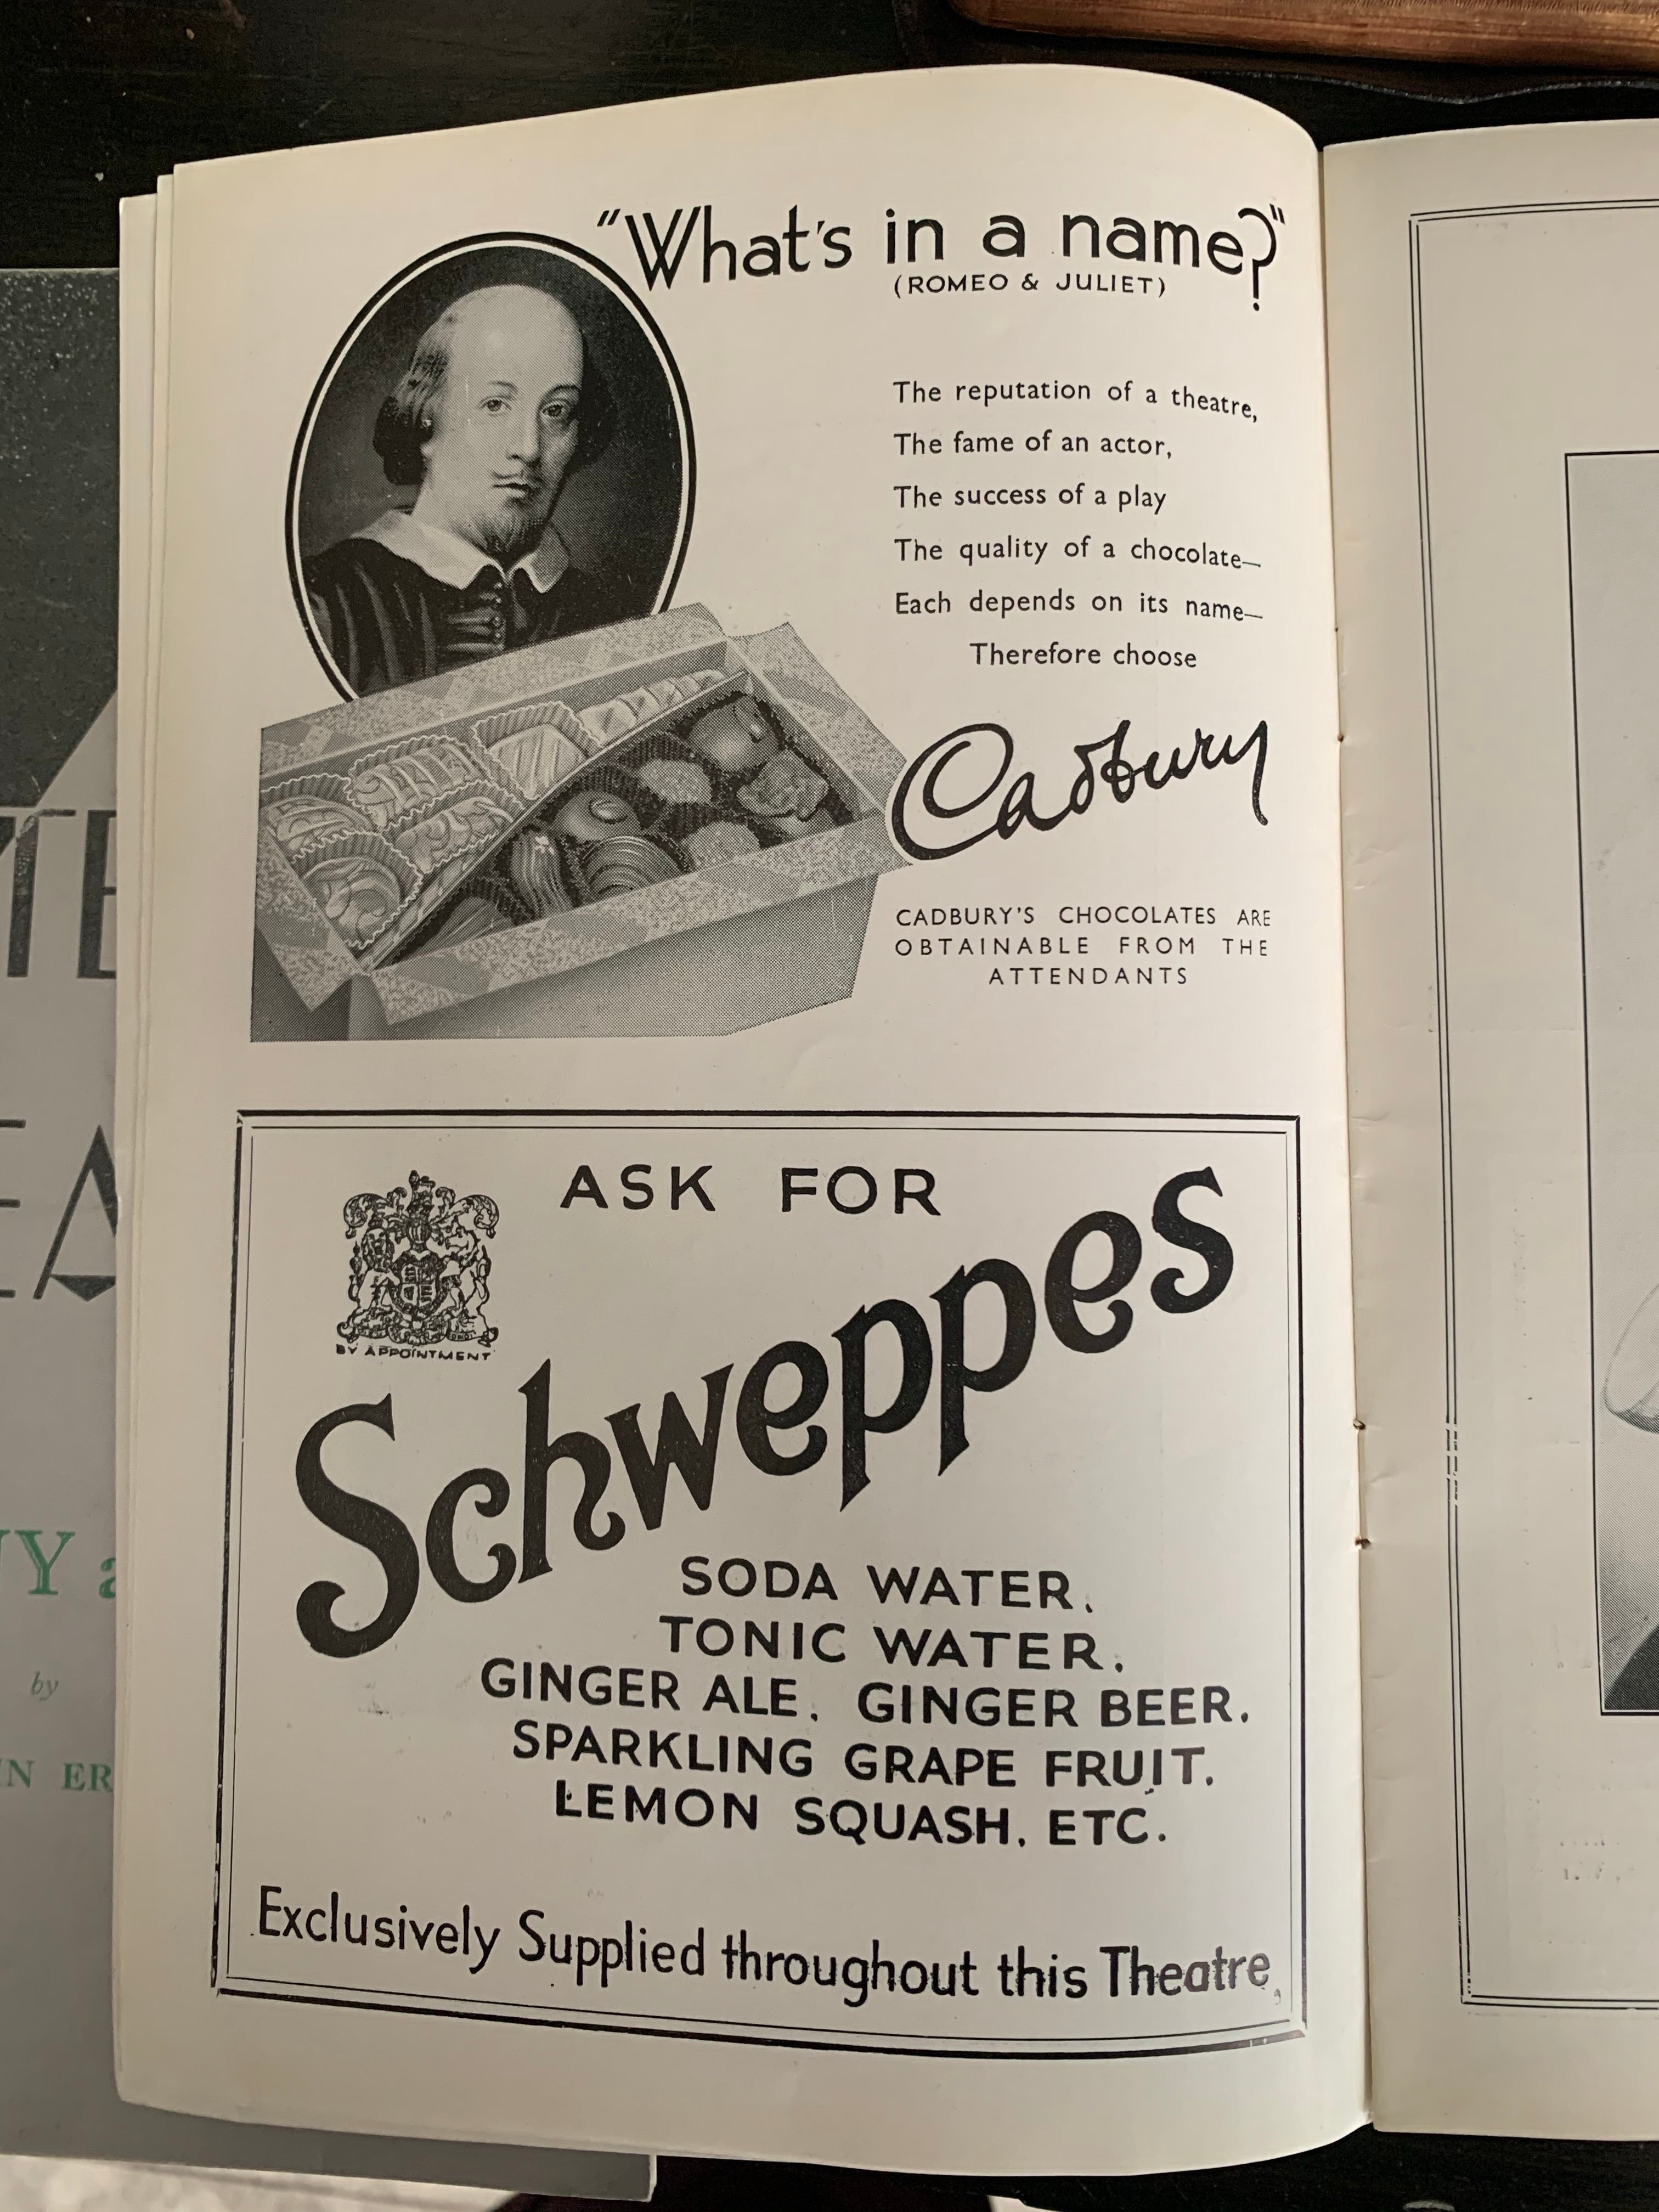 "What's in a name?"
(ROMEO & JULIET)
The reputation of a theatre,
The fame of an actor,
The success of a play
The quality of a chocolate—
Each depends on its name—
Therefore choose
Cadbury
CADBURY'S CHOCOLATES ARE
OBTAINABLE FROM THE
ATTENDANTS
ASK FOR
BY APPOINTMENT
Schweppes
SODA WATER.
TONIC WATER.
GINGER ALE. GINGER BEER.
SPARKLING GRAPE FRUIT.
LEMON SQUASH. ETC.
Exclusively Supplied throughout this Theatre
by